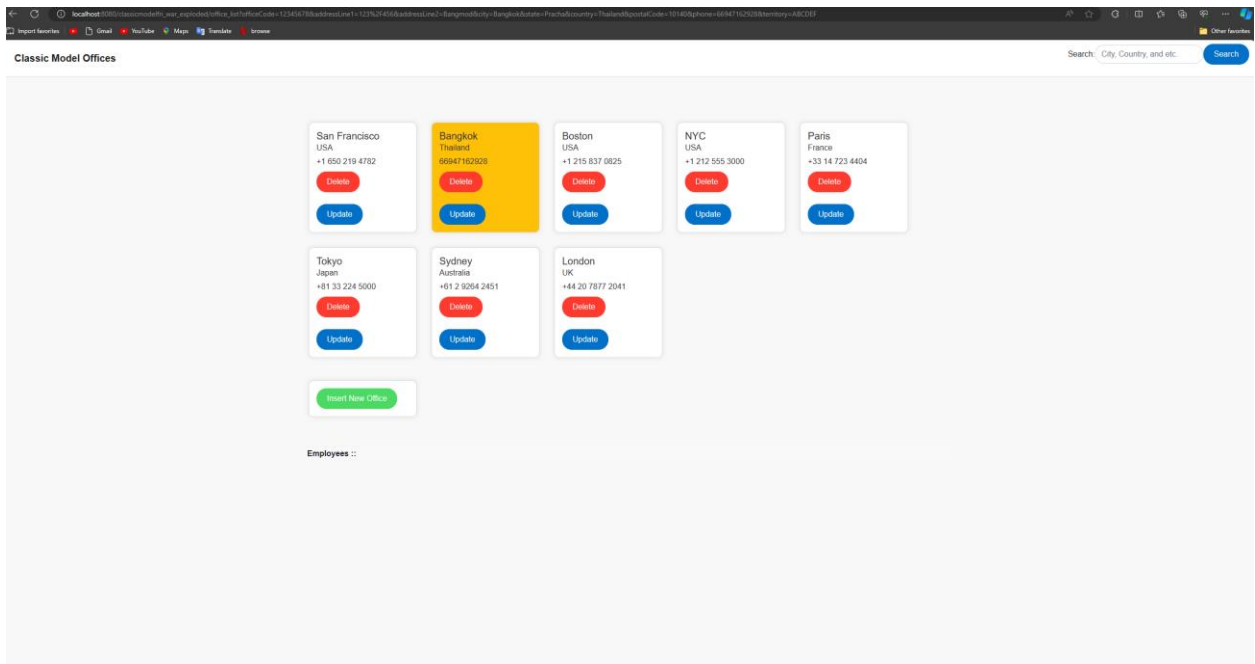 localhost:8080/classicmodelhi_war_exploded/office_list?officeCode=12345678&addressLine1=123%2F456&addressLine2=Bangmod&city=Bangkok&state=Pracha&country=Thailand&postalCode=10140&phone=66947162928&territory=ABCDEF
Import favorites Gmail YouTube Maps Translate browse Other favorites
Classic Model Offices
Search: City, Country, and etc. Search
San Francisco Bangkok Boston NYC Paris
USA Thailand USA USA France
+1 650 219 4782 66947162928 +1 215 837 0825 +1 212 555 3000 +33 14 723 4404
Delete Delete Delete Delete Delete
Update Update Update Update Update
Tokyo Sydney London
Japan Australia UK
+81 33 224 5000 +61 2 9264 2451 +44 20 7877 2041
Delete Delete Delete
Update Update Update
Insert New Office
Employees ::